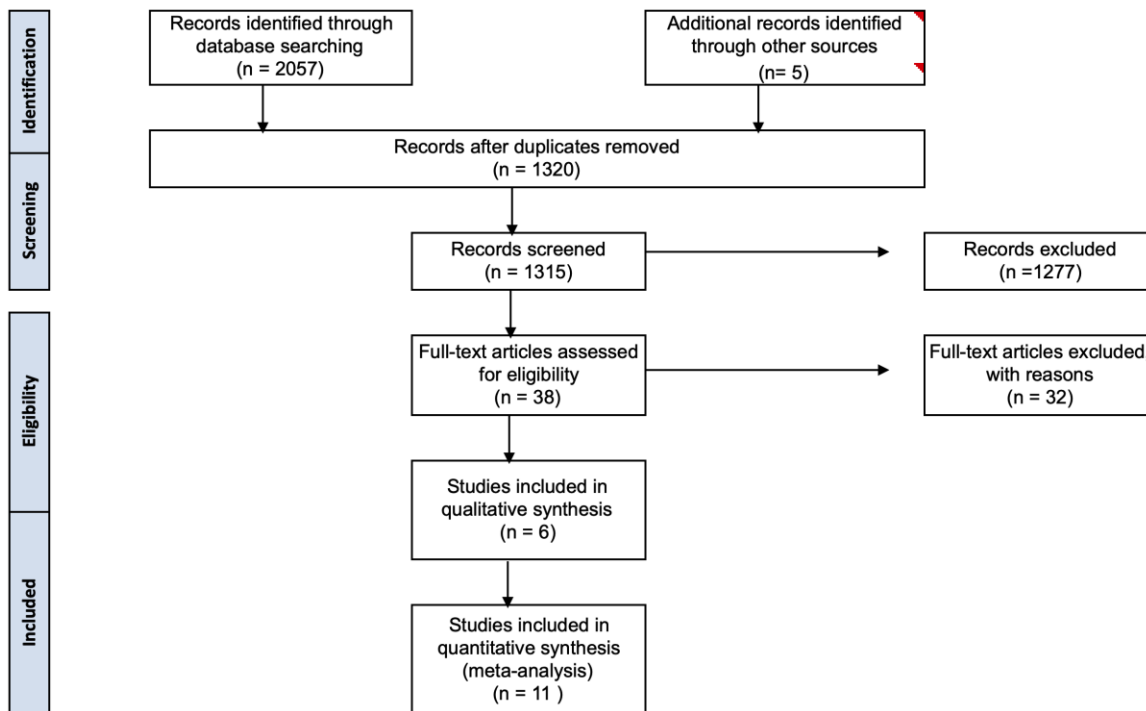 Identification
Records identified through
database searching
(n = 2057)
Additional records identified
through other sources
(n= 5)
Records after duplicates removed
(n = 1320)
Screening
Records screened
(n = 1315)
Records excluded
(n =1277)
Eligibility
Full-text articles assessed
for eligibility
(n = 38)
Full-text articles excluded
with reasons
(n = 32)
Studies included in
qualitative synthesis
(n = 6)
Included
Studies included in
quantitative synthesis
(meta-analysis)
(n = 11 )